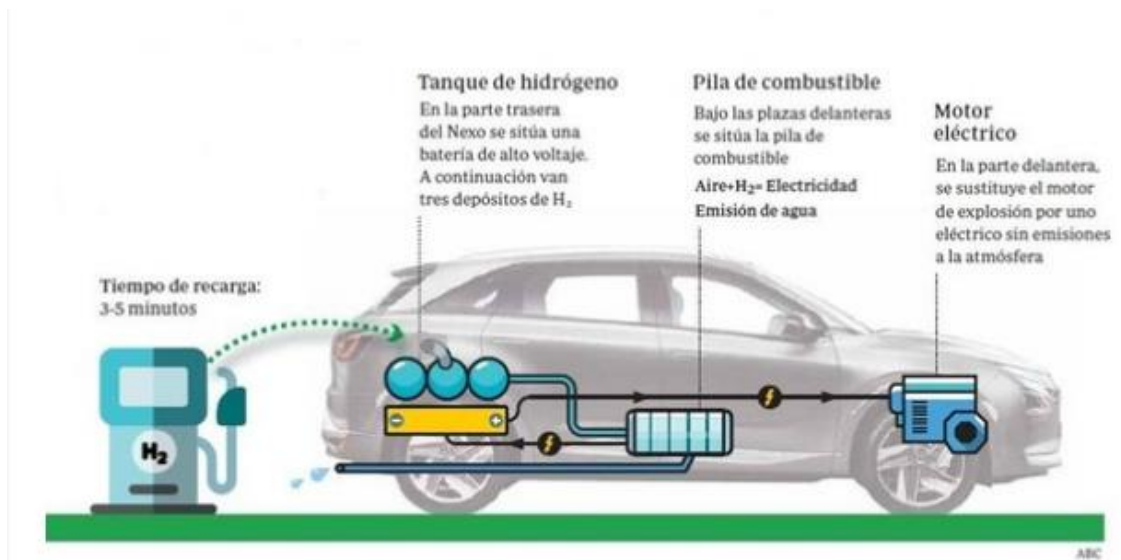 Tanque de hidrógeno
En la parte trasera
del Nexo se sitúa una
batería de alto voltaje.
A continuación van
tres depósitos de H₂
Pila de combustible
Bajo las plazas delanteras
se sitúa la pila de
combustible
Aire+H₂= Electricidad
Emisión de agua
Motor
eléctrico
En la parte delantera,
se sustituye el motor
de explosión por uno
eléctrico sin emisiones
a la atmósfera
Tiempo de recarga:
3-5 minutos
H₂
ABC